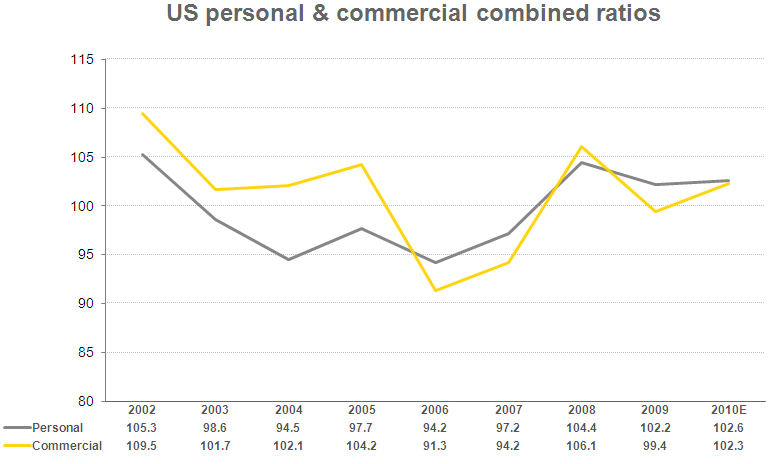 US personal & commercial combined ratios
115
110
105
100
95
90
85
80
2002 2003 2004 2005 2006 2007 2008 2009 2010E
Personal 105.3 98.6 94.5 97.7 94.2 97.2 104.4 102.2 102.6
Commercial 109.5 101.7 102.1 104.2 91.3 94.2 106.1 99.4 102.3